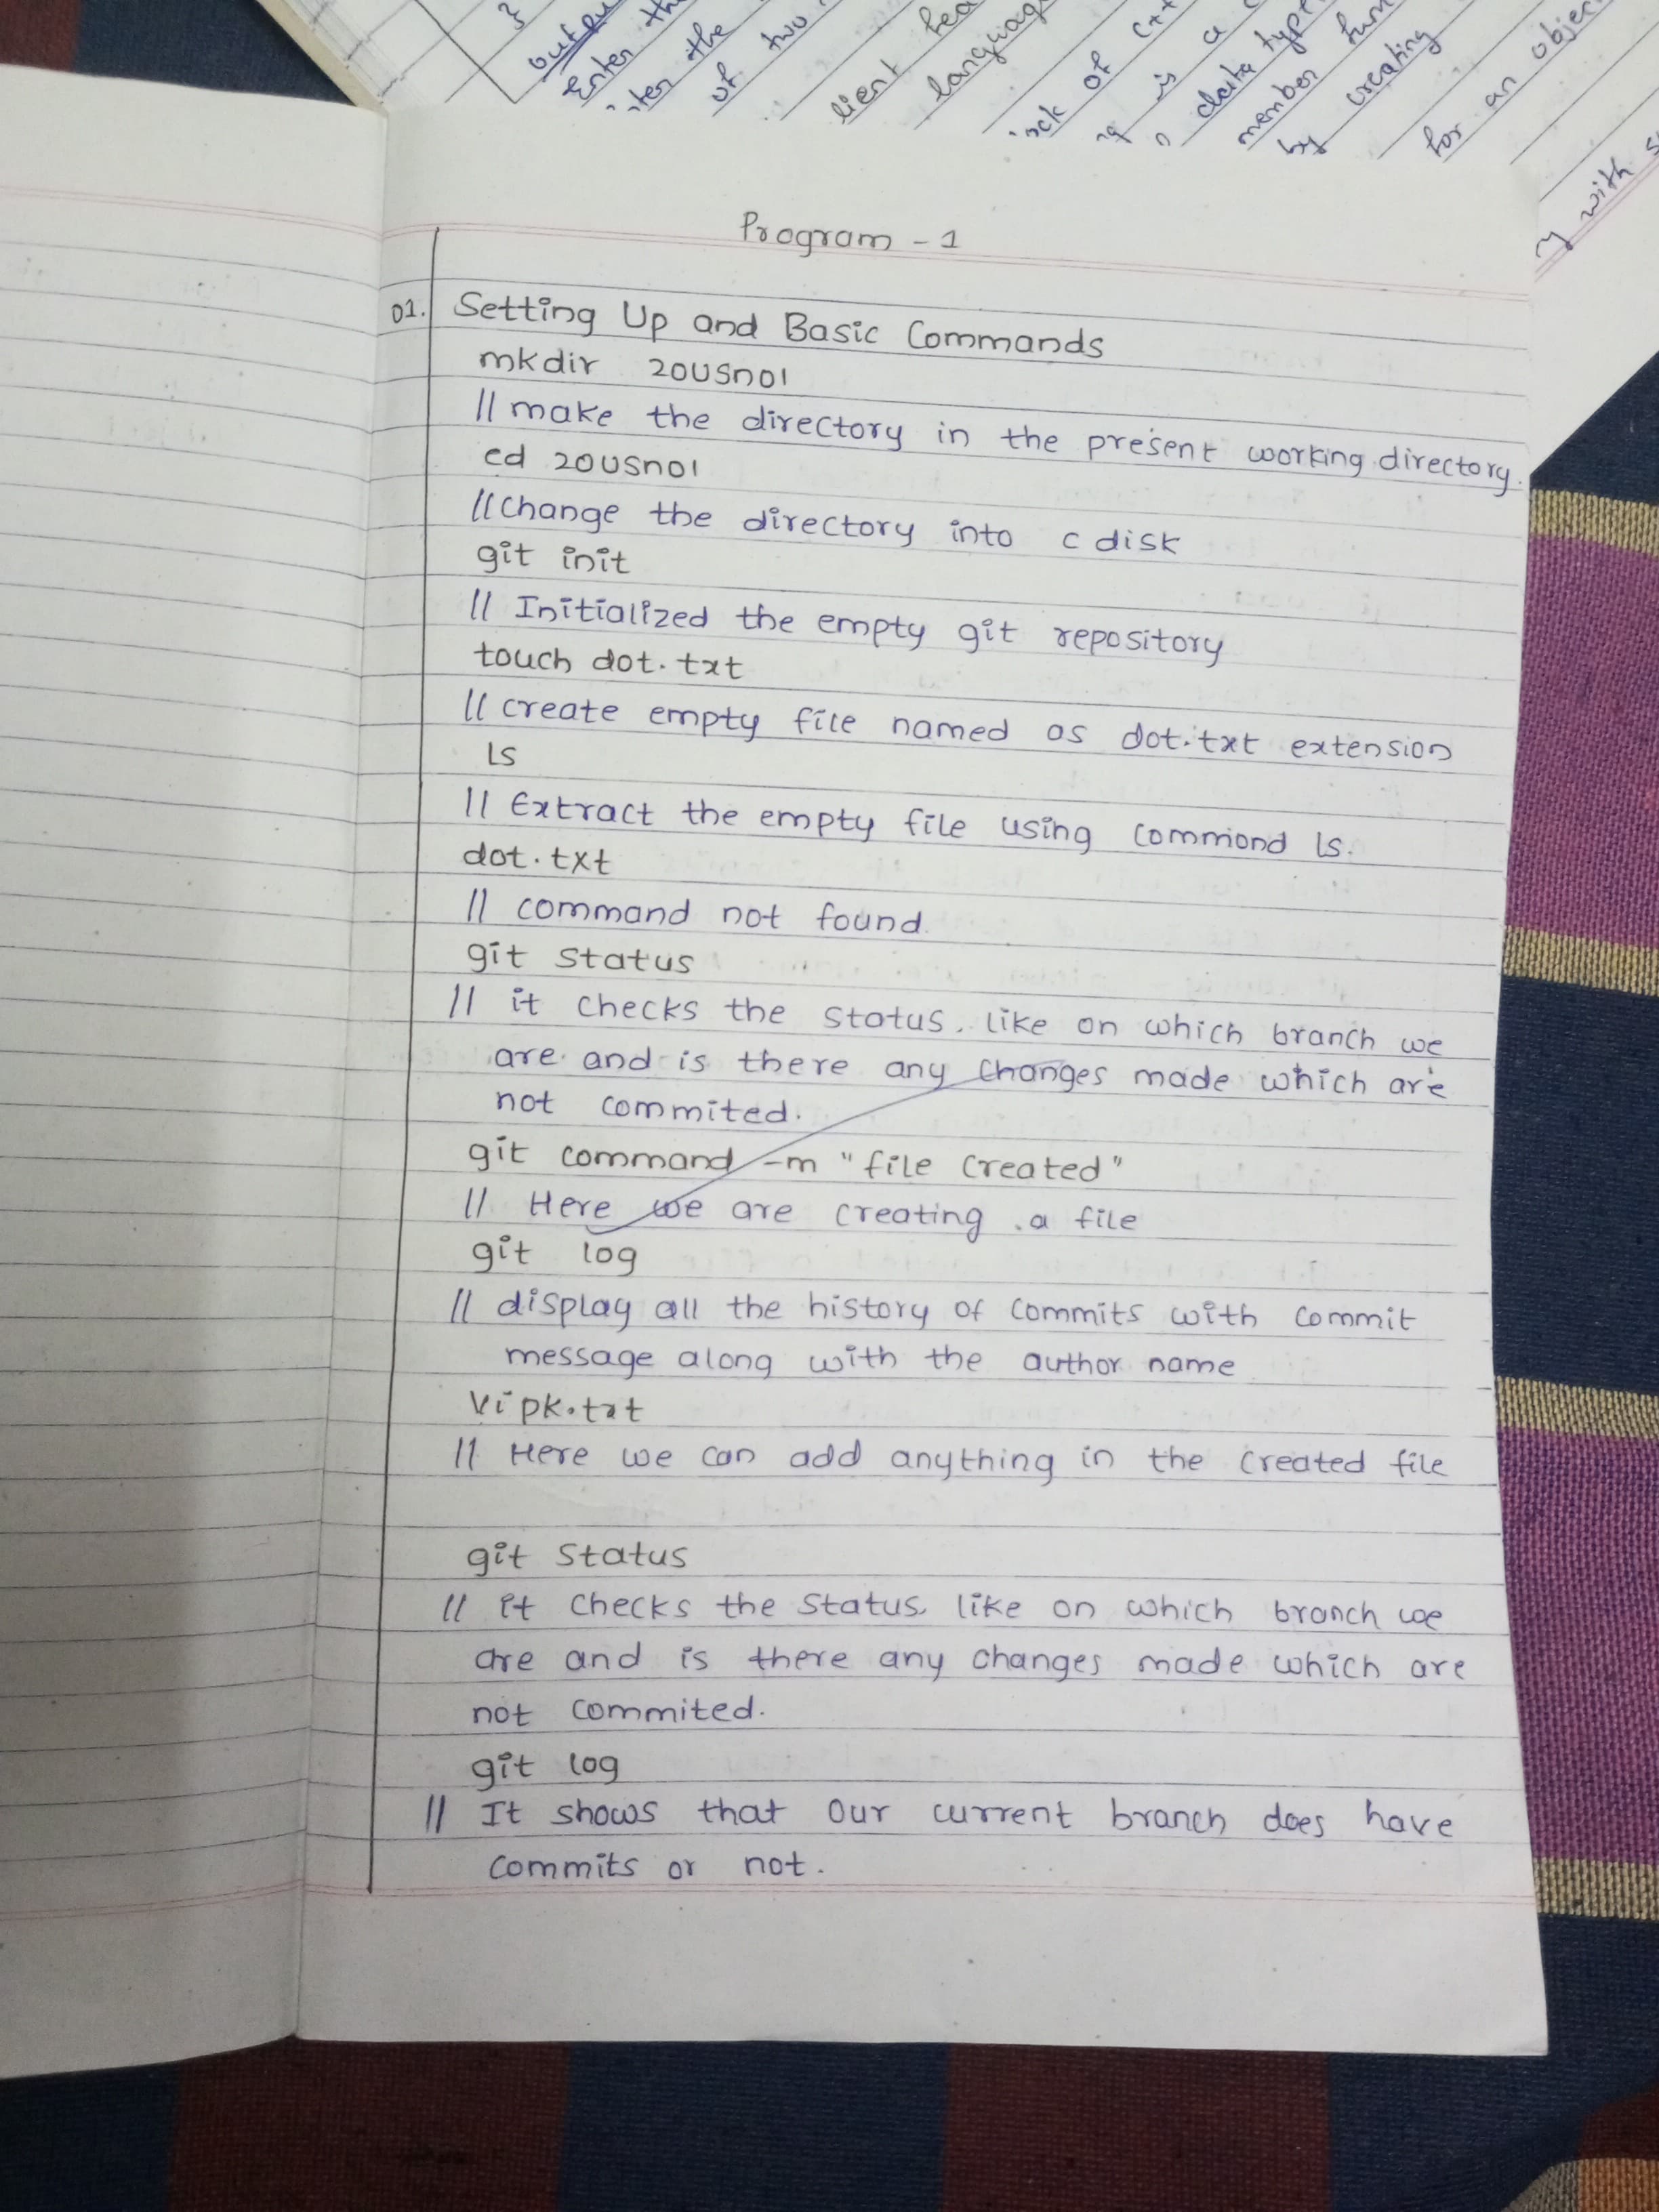 }
output
Enter the
the
of two
lient
language
of C++
is a
data type
member fun
by creating
for an objec
with s
Program - 1
01. Setting Up and Basic Commands
mkdir 20USn01
// make the directory in the present working directory.
cd 20USn01
// Change the directory into c disk
git init
// Initialized the empty git repository
touch dot.txt
// create empty file named as dot.txt extension
ls
// Extract the empty file using commond ls.
dot.txt
// command not found.
git status
// it checks the status, like on which branch we
are and is there any changes made which are
not commited.
git command -m "file created"
// Here we are creating a file
git log
// display all the history of commits with commit
message along with the author name
vi pk.txt
// Here we can add anything in the created file
git status
// it checks the status, like on which branch we
are and is there any changes made which are
not commited.
git log
// It shows that our current branch does have
commits or not.